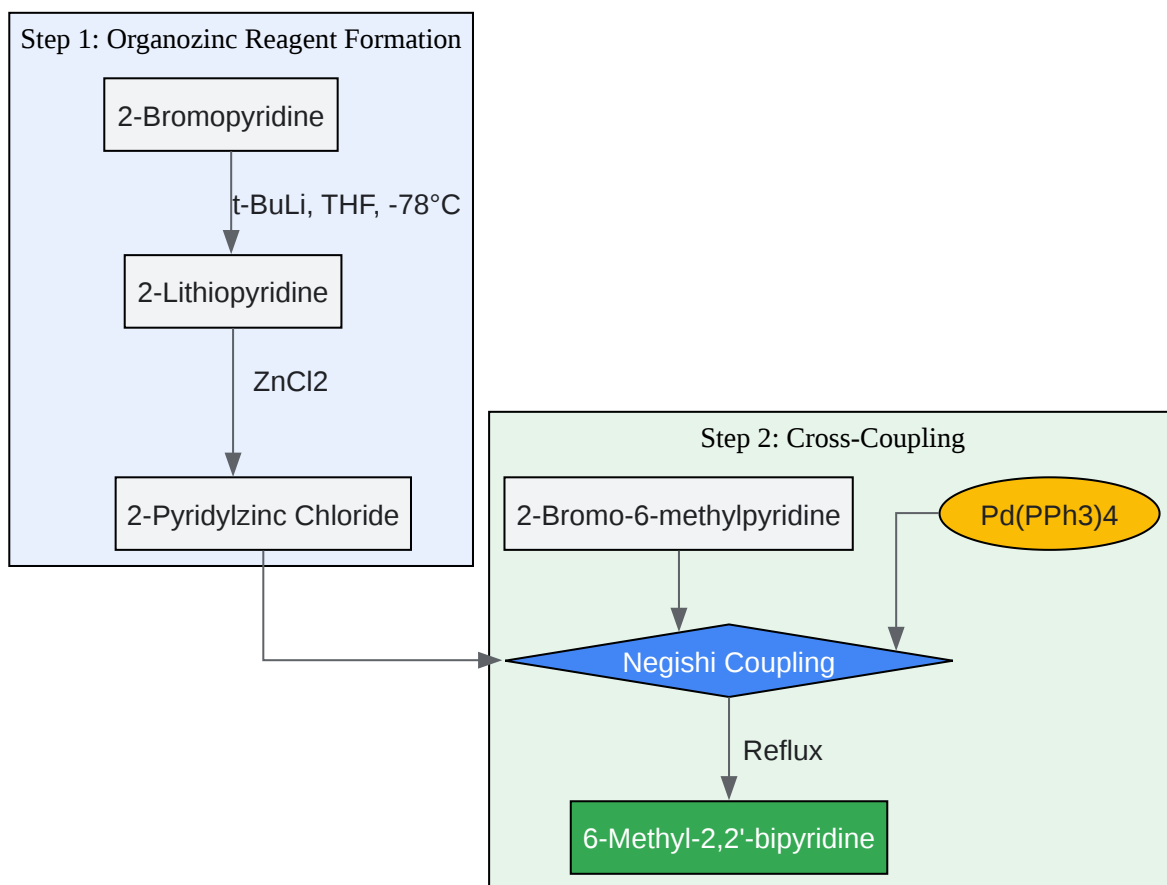 Step 1: Organozinc Reagent Formation
2-Bromopyridine
t-BuLi, THF, -78°C
2-Lithiopyridine
ZnCl2
2-Pyridylzinc Chloride
Step 2: Cross-Coupling
2-Bromo-6-methylpyridine
Pd(PPh3)4
Negishi Coupling
Reflux
6-Methyl-2,2'-bipyridine